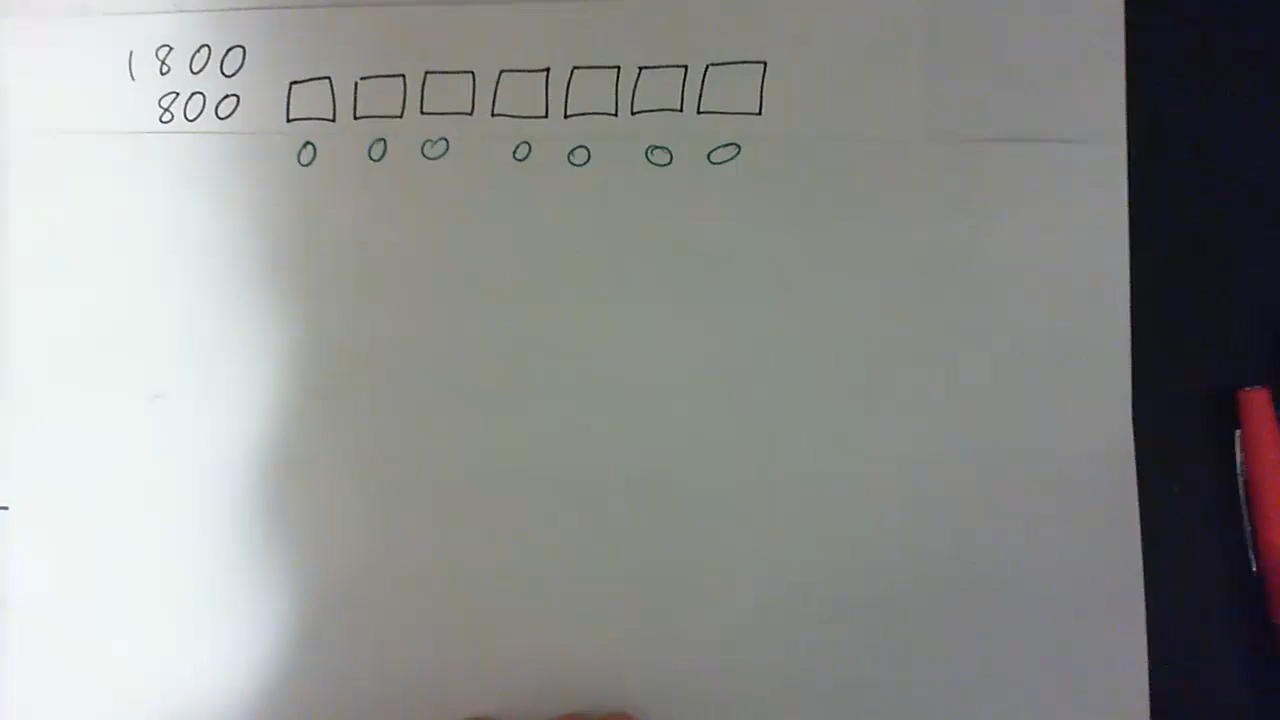 1800
800 □ □ □ □ □ □ □
0 0 0 0 0 0 0